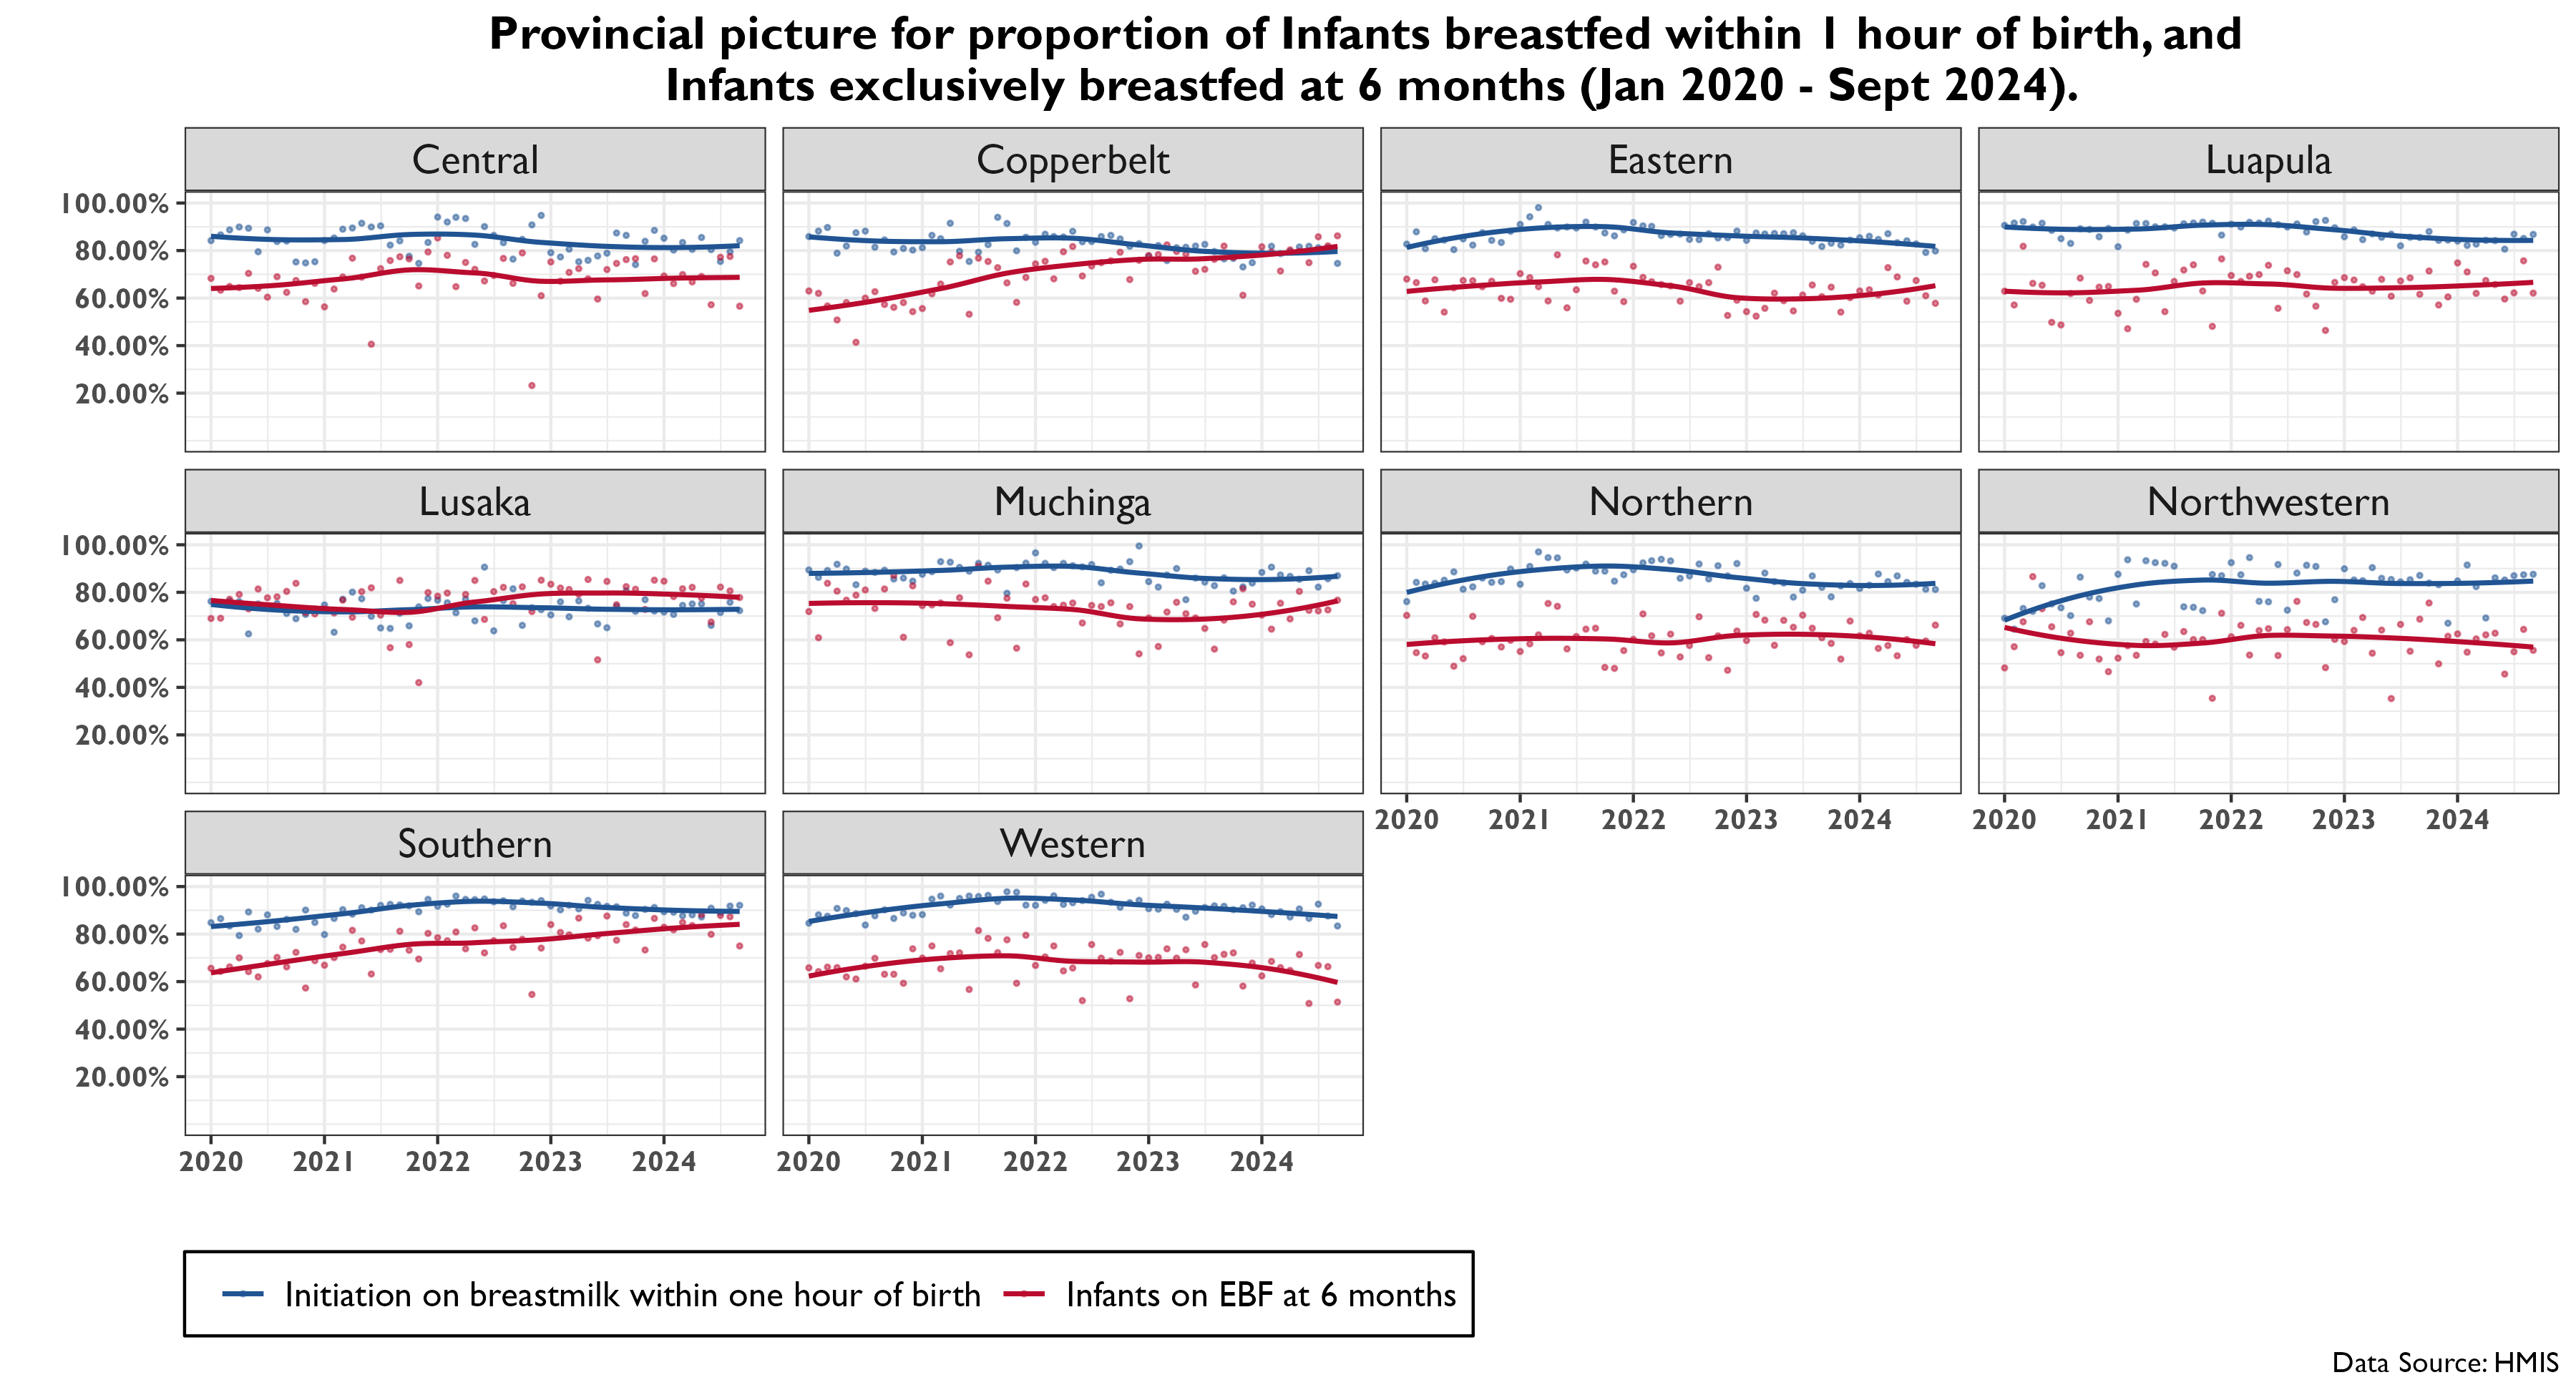 Provincial picture for proportion of Infants breastfed within 1 hour of birth, and
Infants exclusively breastfed at 6 months (Jan 2020 - Sept 2024).
Central
Copperbelt
Eastern
Luapula
100.00%
80.00%
60.00%
40.00%
20.00%
Lusaka
Muchinga
Northern
Northwestern
100.00%
80.00%
60.00%
40.00%
20.00%
2020 2021 2022 2023 2024
2020 2021 2022 2023 2024
Southern
Western
100.00%
80.00%
60.00%
40.00%
20.00%
2020 2021 2022 2023 2024
2020 2021 2022 2023 2024
Initiation on breastmilk within one hour of birth
Infants on EBF at 6 months
Data Source: HMIS